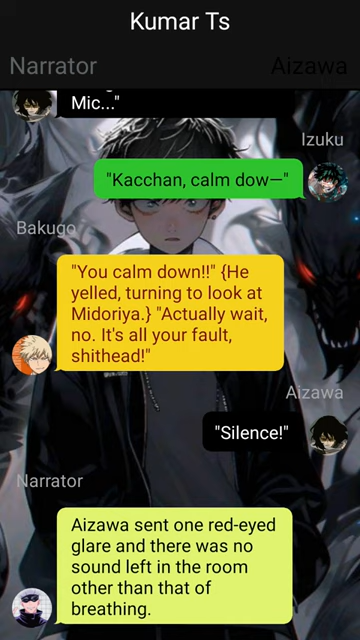 Kumar Ts
Narrator
Aizawa
Mic..."
Izuku
"Kacchan, calm dow—"
Bakugo
"You calm down!!" {He
yelled, turning to look at
Midoriya.} "Actually wait,
no. It's all your fault,
shithead!"
Aizawa
"Silence!"
Narrator
Aizawa sent one red-eyed
glare and there was no
sound left in the room
other than that of
breathing.